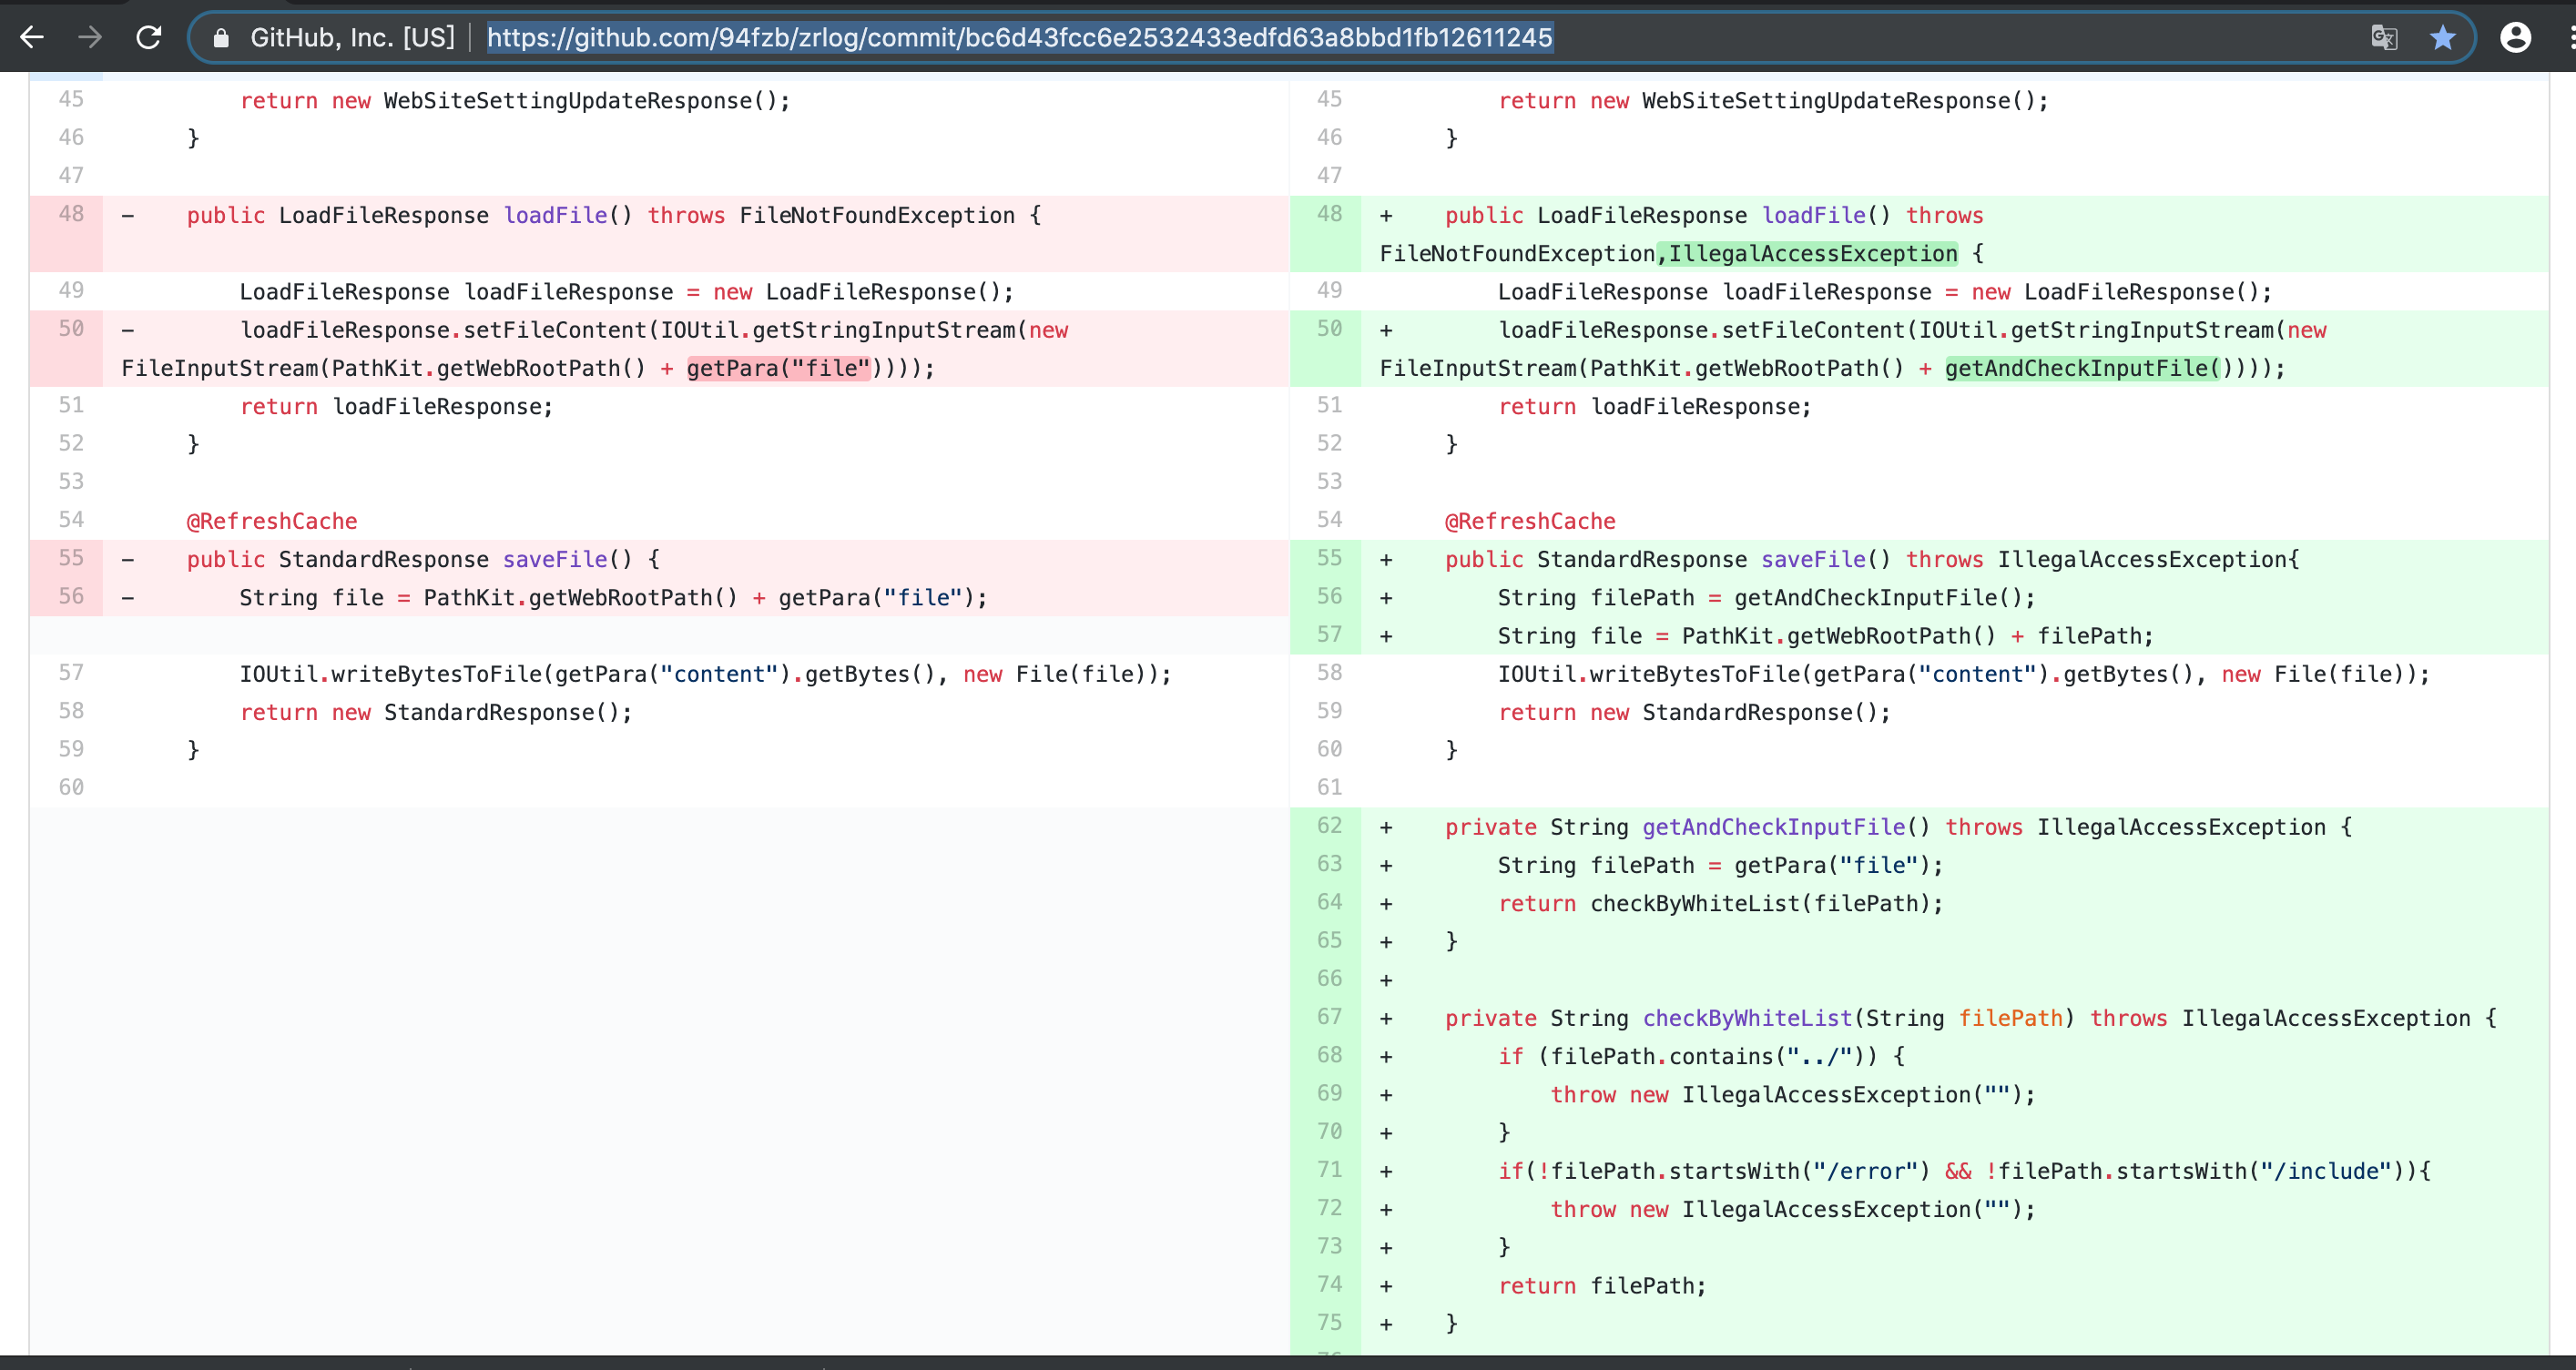 GitHub, Inc. [US] | https://github.com/94fzb/zrlog/commit/bc6d43fcc6e2532433edfd63a8bbd1fb12611245
45 return new WebSiteSettingUpdateResponse();
46 }
47
48 - public LoadFileResponse loadFile() throws FileNotFoundException {
49 LoadFileResponse loadFileResponse = new LoadFileResponse();
50 - loadFileResponse.setFileContent(IOUtil.getStringInputStream(new
FileInputStream(PathKit.getWebRootPath() + getPara("file"))));
51 return loadFileResponse;
52 }
53
54 @RefreshCache
55 - public StandardResponse saveFile() {
56 - String file = PathKit.getWebRootPath() + getPara("file");
57 IOUtil.writeBytesToFile(getPara("content").getBytes(), new File(file));
58 return new StandardResponse();
59 }
60
45 return new WebSiteSettingUpdateResponse();
46 }
47
48 + public LoadFileResponse loadFile() throws
FileNotFoundException,IllegalAccessException {
49 LoadFileResponse loadFileResponse = new LoadFileResponse();
50 + loadFileResponse.setFileContent(IOUtil.getStringInputStream(new
FileInputStream(PathKit.getWebRootPath() + getAndCheckInputFile())));
51 return loadFileResponse;
52 }
53
54 @RefreshCache
55 + public StandardResponse saveFile() throws IllegalAccessException{
56 + String filePath = getAndCheckInputFile();
57 + String file = PathKit.getWebRootPath() + filePath;
58 IOUtil.writeBytesToFile(getPara("content").getBytes(), new File(file));
59 return new StandardResponse();
60 }
61
62 + private String getAndCheckInputFile() throws IllegalAccessException {
63 + String filePath = getPara("file");
64 + return checkByWhiteList(filePath);
65 + }
66 +
67 + private String checkByWhiteList(String filePath) throws IllegalAccessException {
68 + if (filePath.contains("../")) {
69 + throw new IllegalAccessException("");
70 + }
71 + if(!filePath.startsWith("/error") && !filePath.startsWith("/include")){
72 + throw new IllegalAccessException("");
73 + }
74 + return filePath;
75 + }